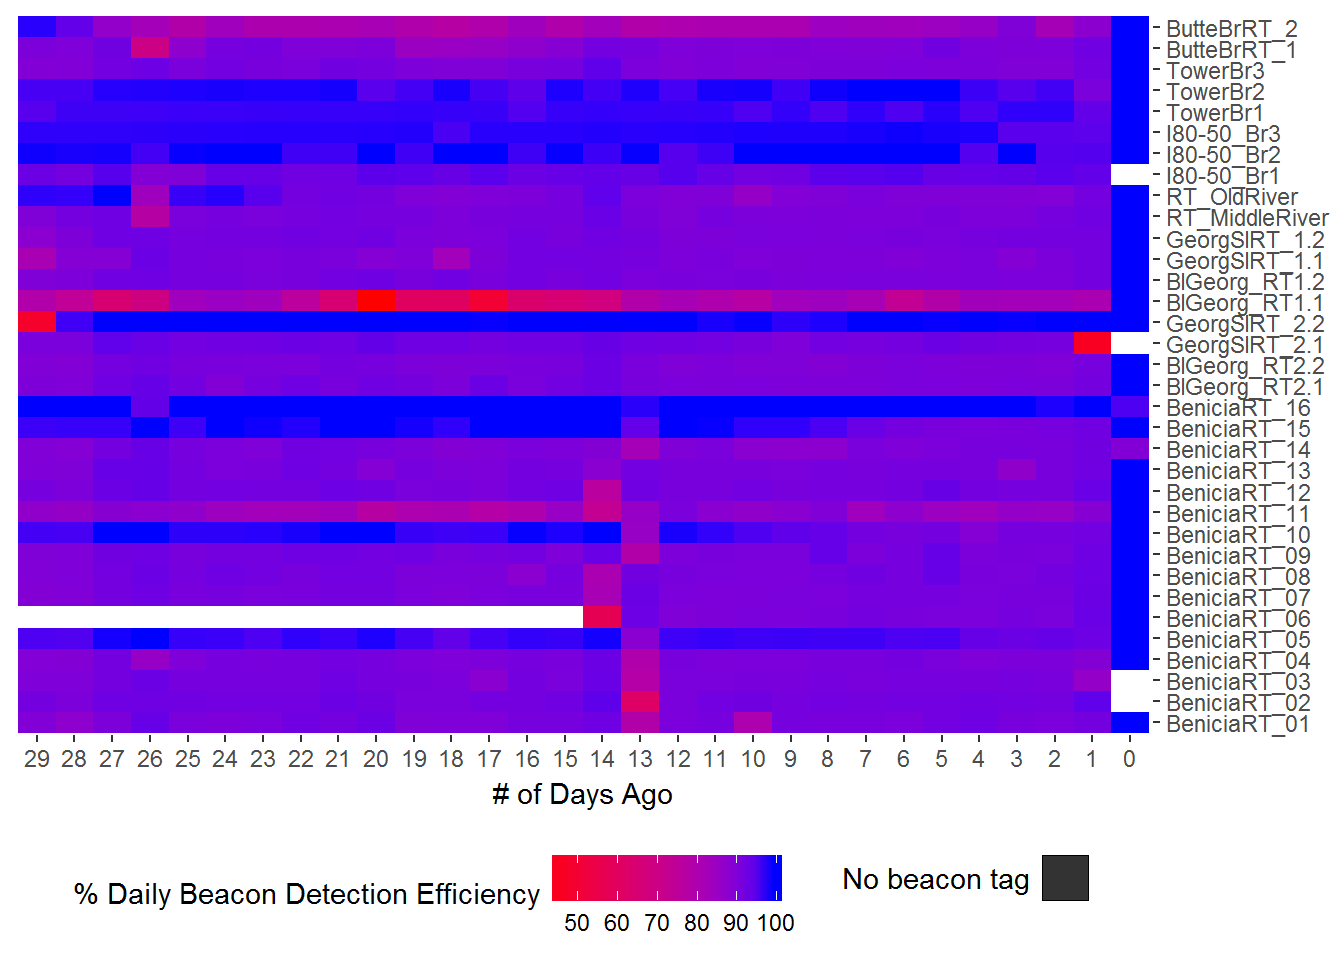 ButteBrRT_2
ButteBrRT_1
TowerBr3
TowerBr2
TowerBr1
I80-50_Br3
I80-50_Br2
I80-50_Br1
RT_OldRiver
RT_MiddleRiver
GeorgSlRT_1.2
GeorgSlRT_1.1
BlGeorg_RT1.2
BlGeorg_RT1.1
GeorgSlRT_2.2
GeorgSlRT_2.1
BlGeorg_RT2.2
BlGeorg_RT2.1
BeniciaRT_16
BeniciaRT_15
BeniciaRT_14
BeniciaRT_13
BeniciaRT_12
BeniciaRT_11
BeniciaRT_10
BeniciaRT_09
BeniciaRT_08
BeniciaRT_07
BeniciaRT_06
BeniciaRT_05
BeniciaRT_04
BeniciaRT_03
BeniciaRT_02
BeniciaRT_01
29 28 27 26 25 24 23 22 21 20 19 18 17 16 15 14 13 12 11 10 9 8 7 6 5 4 3 2 1 0
# of Days Ago
% Daily Beacon Detection Efficiency
50 60 70 80 90 100
No beacon tag